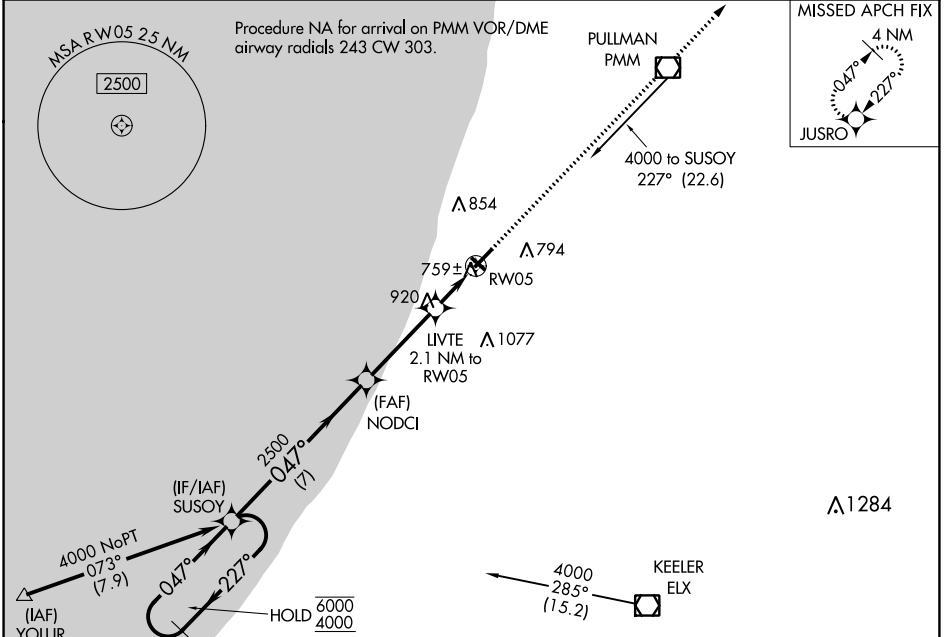 MSA RW05 25 NM
2500
Procedure NA for arrival on PMM VOR/DME
airway radials 243 CW 303.
PULLMAN
PMM
MISSED APCH FIX
4 NM
047°
227°
JUSRO
4000 to SUSOY
227° (22.6)
854
794
759±
RW05
920
LIVTE
2.1 NM to
RW05
1077
(FAF)
NODCI
2500
047°
(7)
(IF/IAF)
SUSOY
1284
4000 NoPT
073°
(7.9)
047°
227°
4000
285°
(15.2)
KEELER
ELX
HOLD 6000
4000
(IAF)